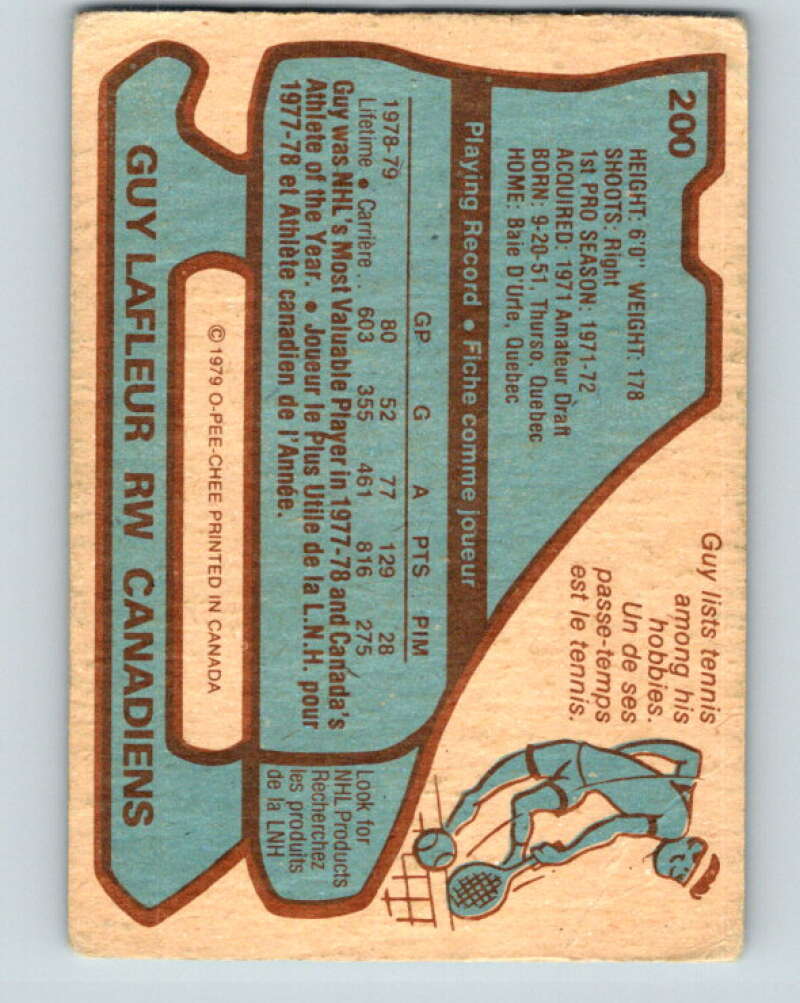 200
HEIGHT: 6'0" WEIGHT: 178
SHOOTS: Right
1st PRO SEASON: 1971-72
ACQUIRED: 1971 Amateur Draft
BORN: 9-20-51, Thurso, Quebec
HOME: Baie D'Urfe, Quebec
Guy lists tennis
among his
hobbies.
Un de ses
passe-temps
est le tennis.
Playing Record • Fiche comme joueur
GP G A PTS PIM
1978-79 80 52 77 129 28
Lifetime • Carrière . . 603 355 461 816 275
Guy was NHL's Most Valuable Player in 1977-78 and Canada's
Athlete of the Year. • Joueur le Plus Utile de la L.N.H. pour
1977-78 et Athlète canadien de l'Année.
Look for
NHL Products
Recherchez
les produits
de la LNH
© 1979 O-PEE-CHEE PRINTED IN CANADA
GUY LAFLEUR RW CANADIENS